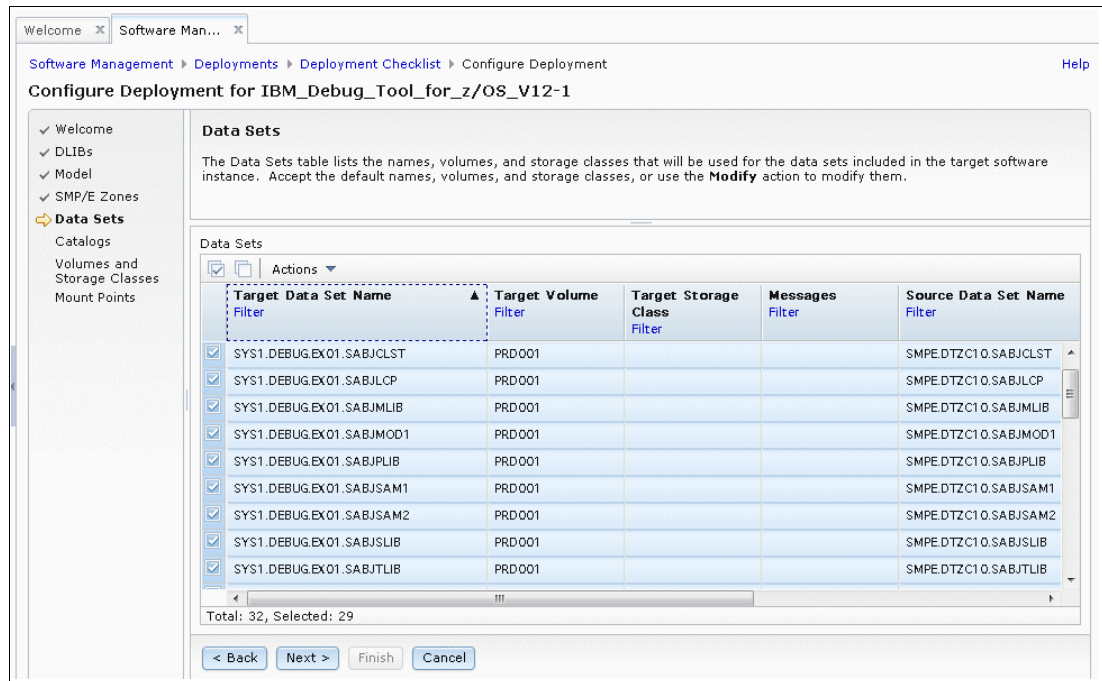 Welcome x Software Man... x
Software Management Deployments Deployment Checklist Configure Deployment Help
Configure Deployment for IBM_Debug_Tool_for_z/OS_V12-1
Welcome
DLIBs
Model
SMP/E Zones
Data Sets
Catalogs
Volumes and
Storage Classes
Mount Points
Data Sets
The Data Sets table lists the names, volumes, and storage classes that will be used for the data sets included in the target software
instance. Accept the default names, volumes, and storage classes, or use the Modify action to modify them.
Data Sets
Actions
Target Data Set Name Target Volume Target Storage Class Messages Source Data Set Name
Filter Filter Filter Filter Filter
SYS1.DEBUG.EX01.SABJCLST PRD001 SMPE.DTZC10.SABJCLST
SYS1.DEBUG.EX01.SABJLCP PRD001 SMPE.DTZC10.SABJLCP
SYS1.DEBUG.EX01.SABJMLIB PRD001 SMPE.DTZC10.SABJMLIB
SYS1.DEBUG.EX01.SABJMOD1 PRD001 SMPE.DTZC10.SABJMOD1
SYS1.DEBUG.EX01.SABJPLIB PRD001 SMPE.DTZC10.SABJPLIB
SYS1.DEBUG.EX01.SABJSAM1 PRD001 SMPE.DTZC10.SABJSAM1
SYS1.DEBUG.EX01.SABJSAM2 PRD001 SMPE.DTZC10.SABJSAM2
SYS1.DEBUG.EX01.SABJSLIB PRD001 SMPE.DTZC10.SABJSLIB
SYS1.DEBUG.EX01.SABJTLIB PRD001 SMPE.DTZC10.SABJTLIB
Total: 32, Selected: 29
< Back Next > Finish Cancel